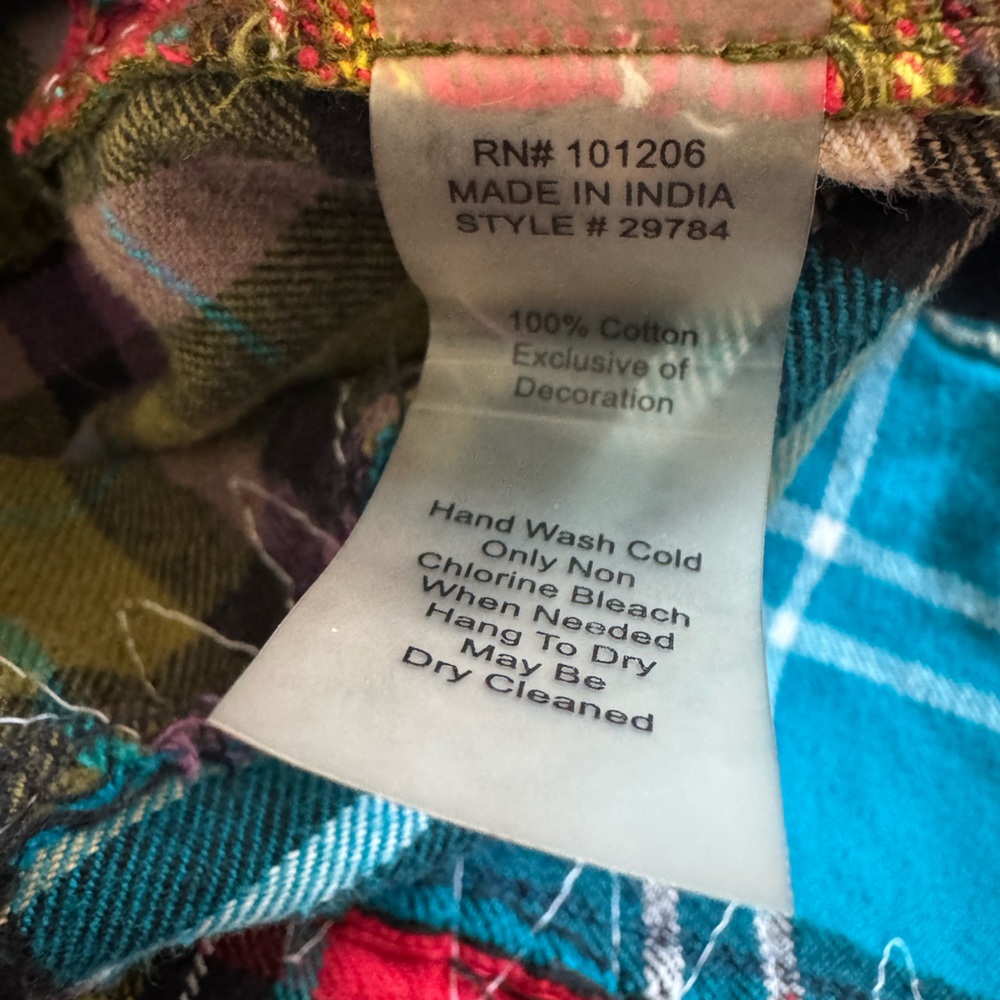 RN# 101206
MADE IN INDIA
STYLE # 29784
100% Cotton
Exclusive of
Decoration
Hand Wash Cold
Only Non
Chlorine Bleach
When Needed
Hang To Dry
May Be
Dry Cleaned